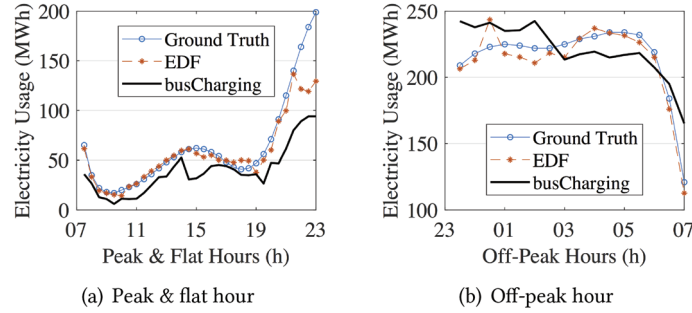 Electricity Usage (MWh)
200
150
100
50
0
Ground Truth
EDF
busCharging
07
11
15
19
23
Peak & Flat Hours (h)
(a) Peak & flat hour
Electricity Usage (MWh)
250
200
150
100
Ground Truth
EDF
busCharging
23
01
03
05
07
Off-Peak Hours (h)
(b) Off-peak hour